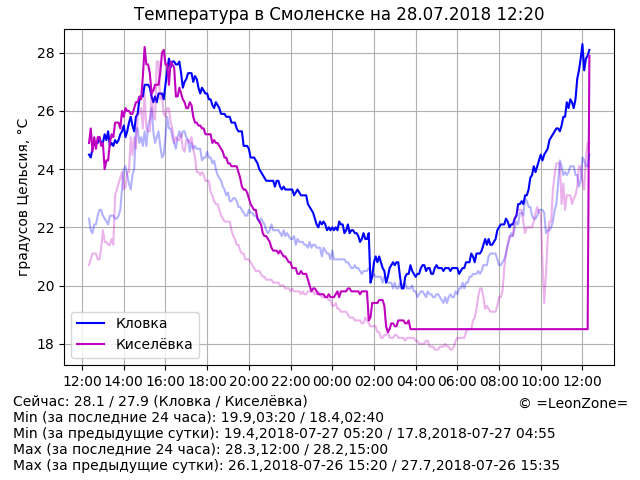 Температура в Смоленске на 28.07.2018 12:20
градусов Цельсия, °C
28
26
24
22
20
18
Кловка
Киселёвка
12:00 14:00 16:00 18:00 20:00 22:00 00:00 02:00 04:00 06:00 08:00 10:00 12:00
Сейчас: 28.1 / 27.9 (Кловка / Киселёвка)
© =LeonZone=
Min (за последние 24 часа): 19.9,03:20 / 18.4,02:40
Min (за предыдущие сутки): 19.4,2018-07-27 05:20 / 17.8,2018-07-27 04:55
Max (за последние 24 часа): 28.3,12:00 / 28.2,15:00
Max (за предыдущие сутки): 26.1,2018-07-26 15:20 / 27.7,2018-07-26 15:35